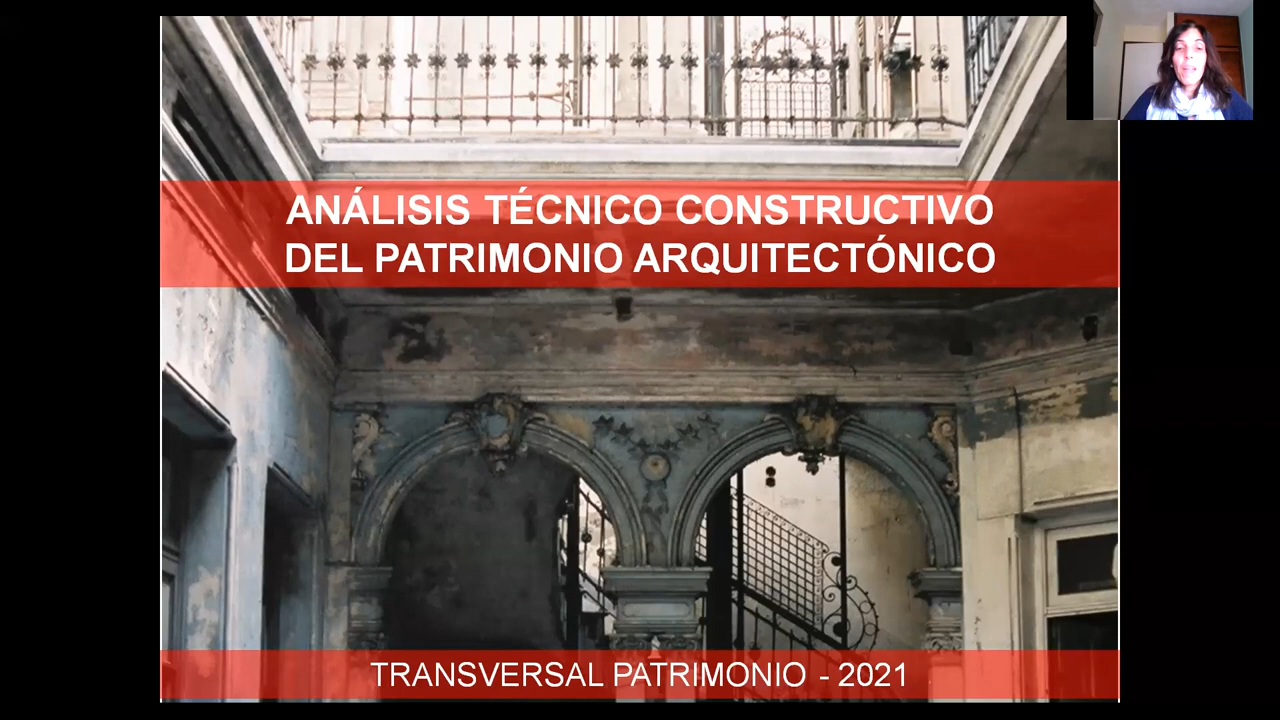 ANÁLISIS TÉCNICO CONSTRUCTIVO
DEL PATRIMONIO ARQUITECTÓNICO
TRANSVERSAL PATRIMONIO - 2021